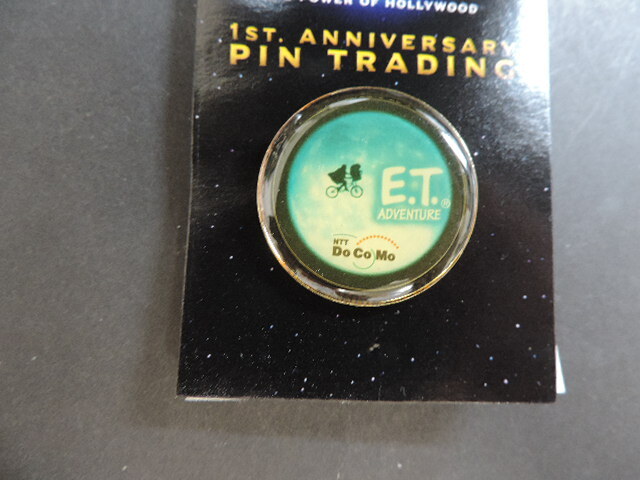 POWER OF HOLLYWOOD
1ST. ANNIVERSARY
PIN TRADING
E.T.®
ADVENTURE
NTT
DoCoMo